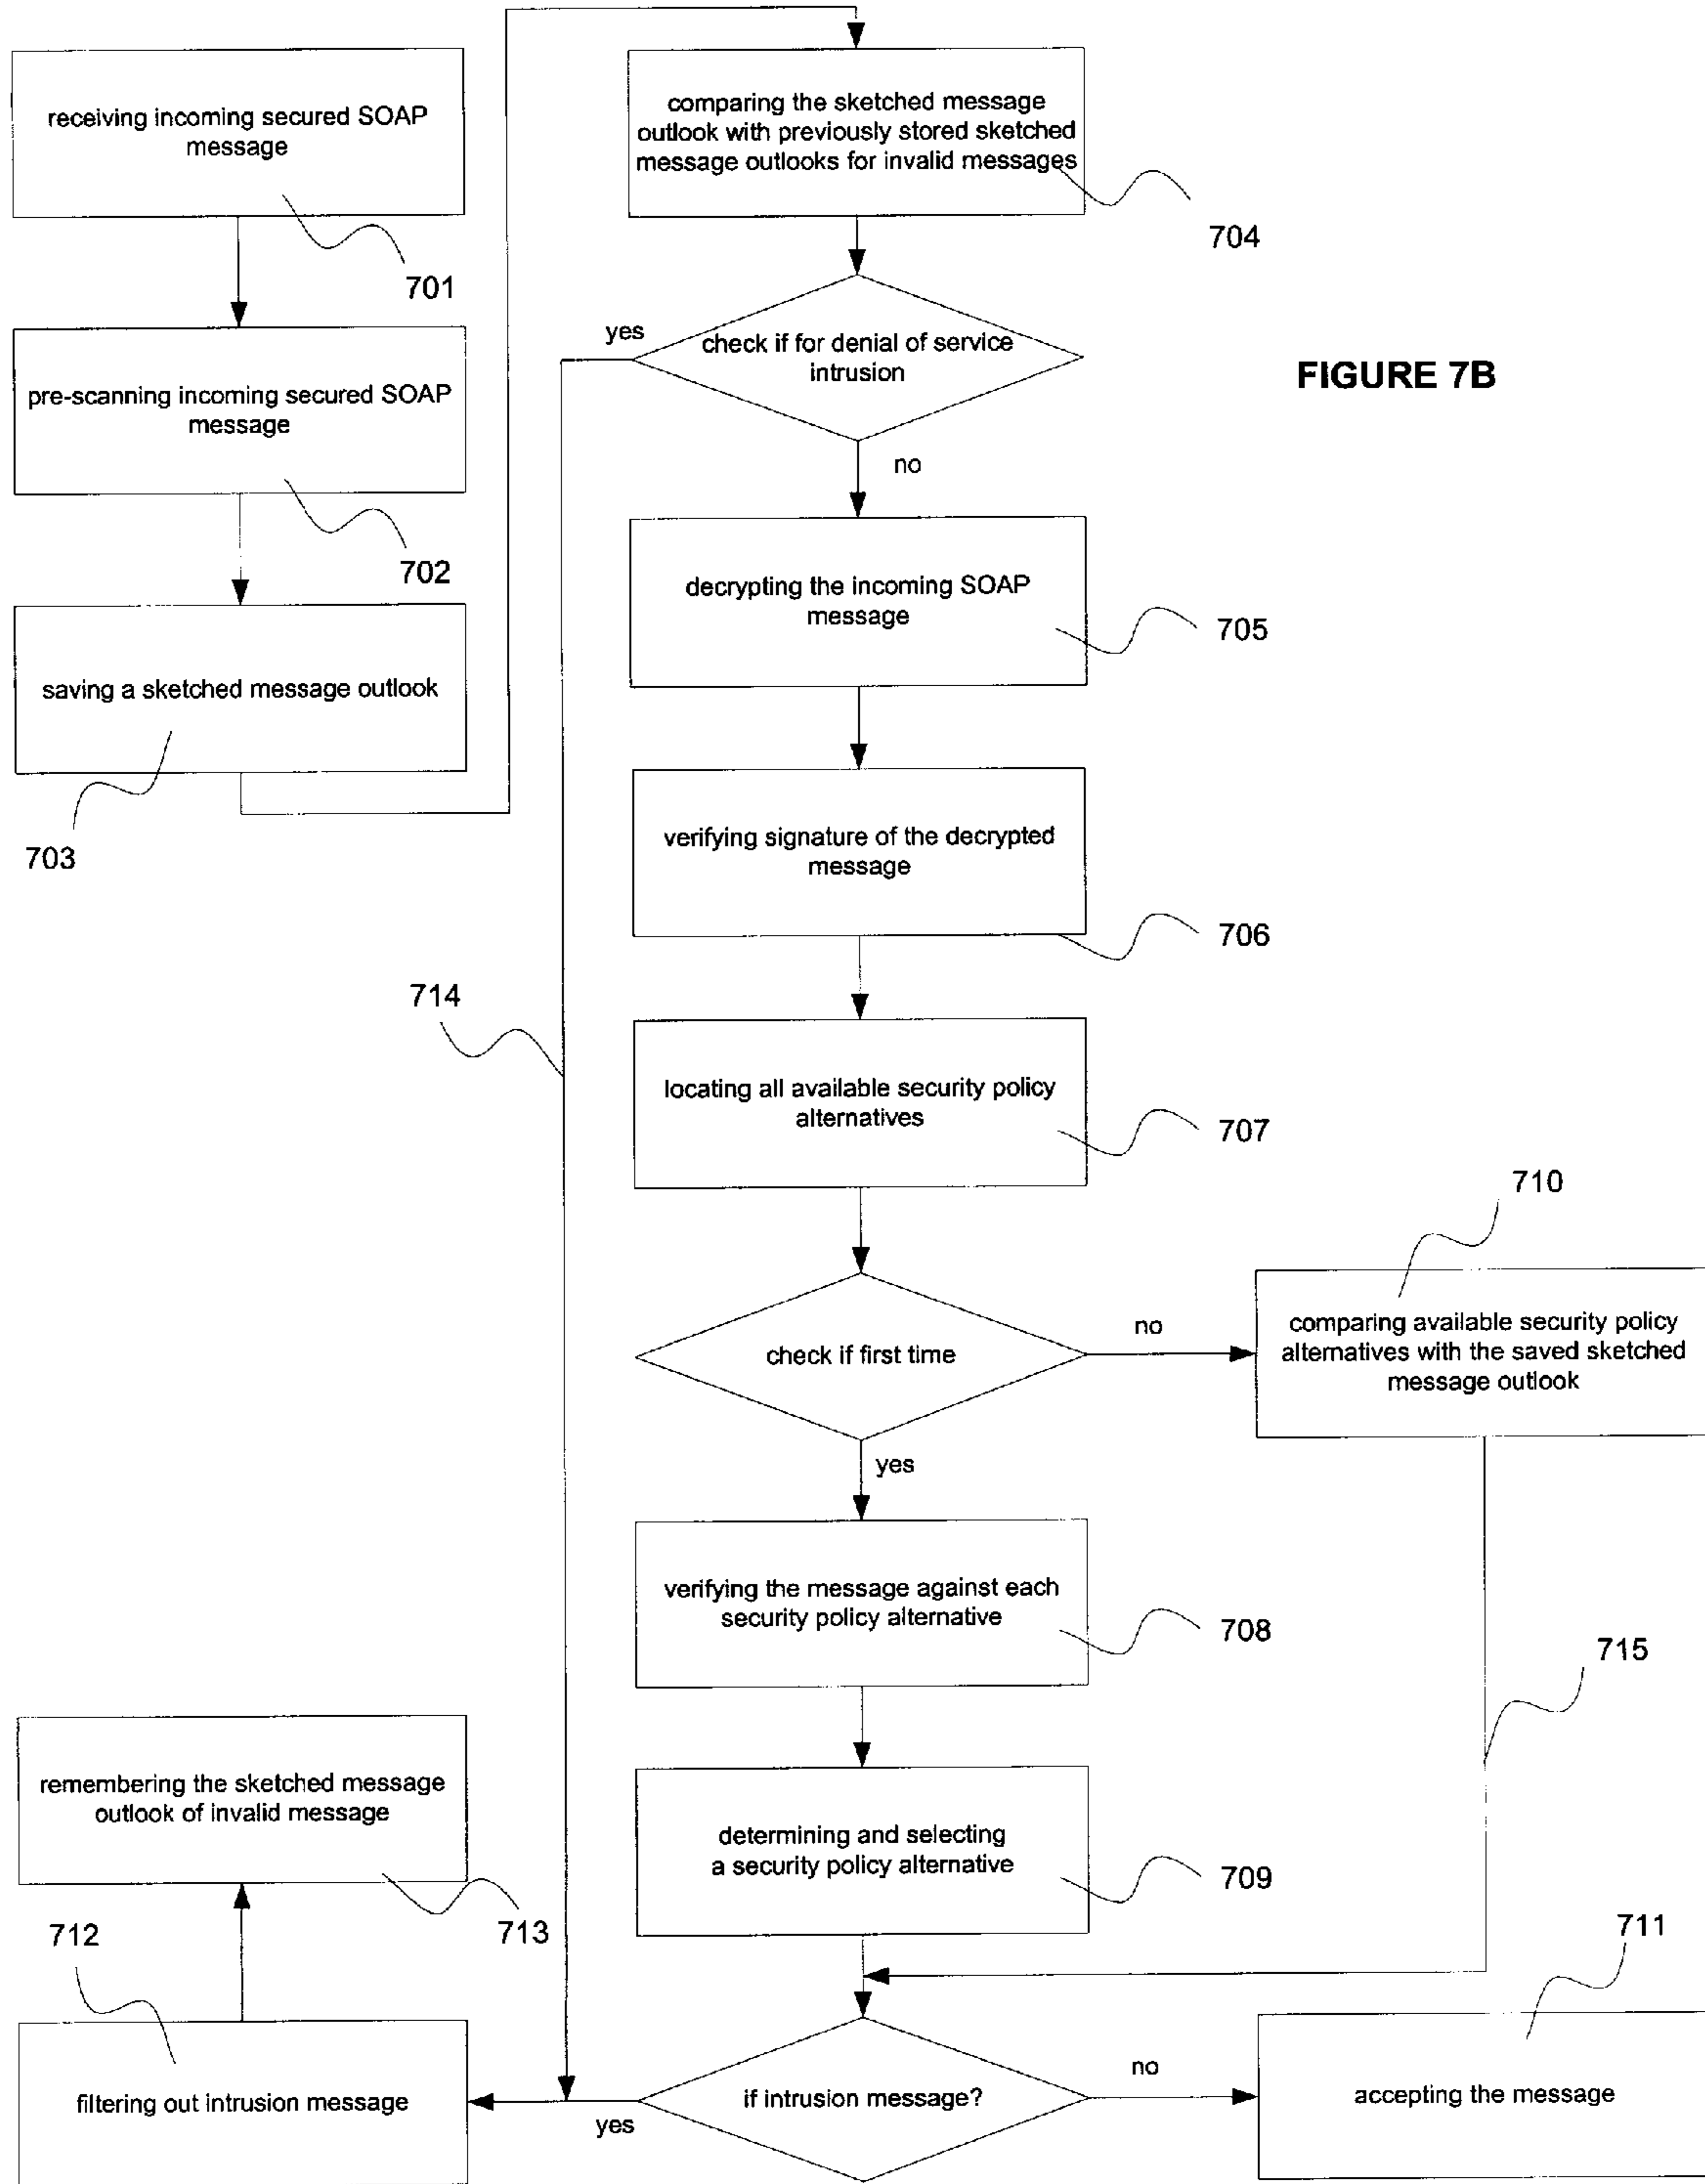 receiving incoming secured SOAP
message
701
pre-scanning incoming secured SOAP
message
702
saving a sketched message outlook
703
comparing the sketched message
outlook with previously stored sketched
message outlooks for invalid messages
704
yes
check if for denial of service
intrusion
no
FIGURE 7B
decrypting the incoming SOAP
message
705
verifying signature of the decrypted
message
706
714
locating all available security policy
alternatives
707
710
check if first time
no
yes
comparing available security policy
alternatives with the saved sketched
message outlook
verifying the message against each
security policy alternative
708
715
remembering the sketched message
outlook of invalid message
713
determining and selecting
a security policy alternative
709
712
711
filtering out intrusion message
yes
if intrusion message?
no
accepting the message